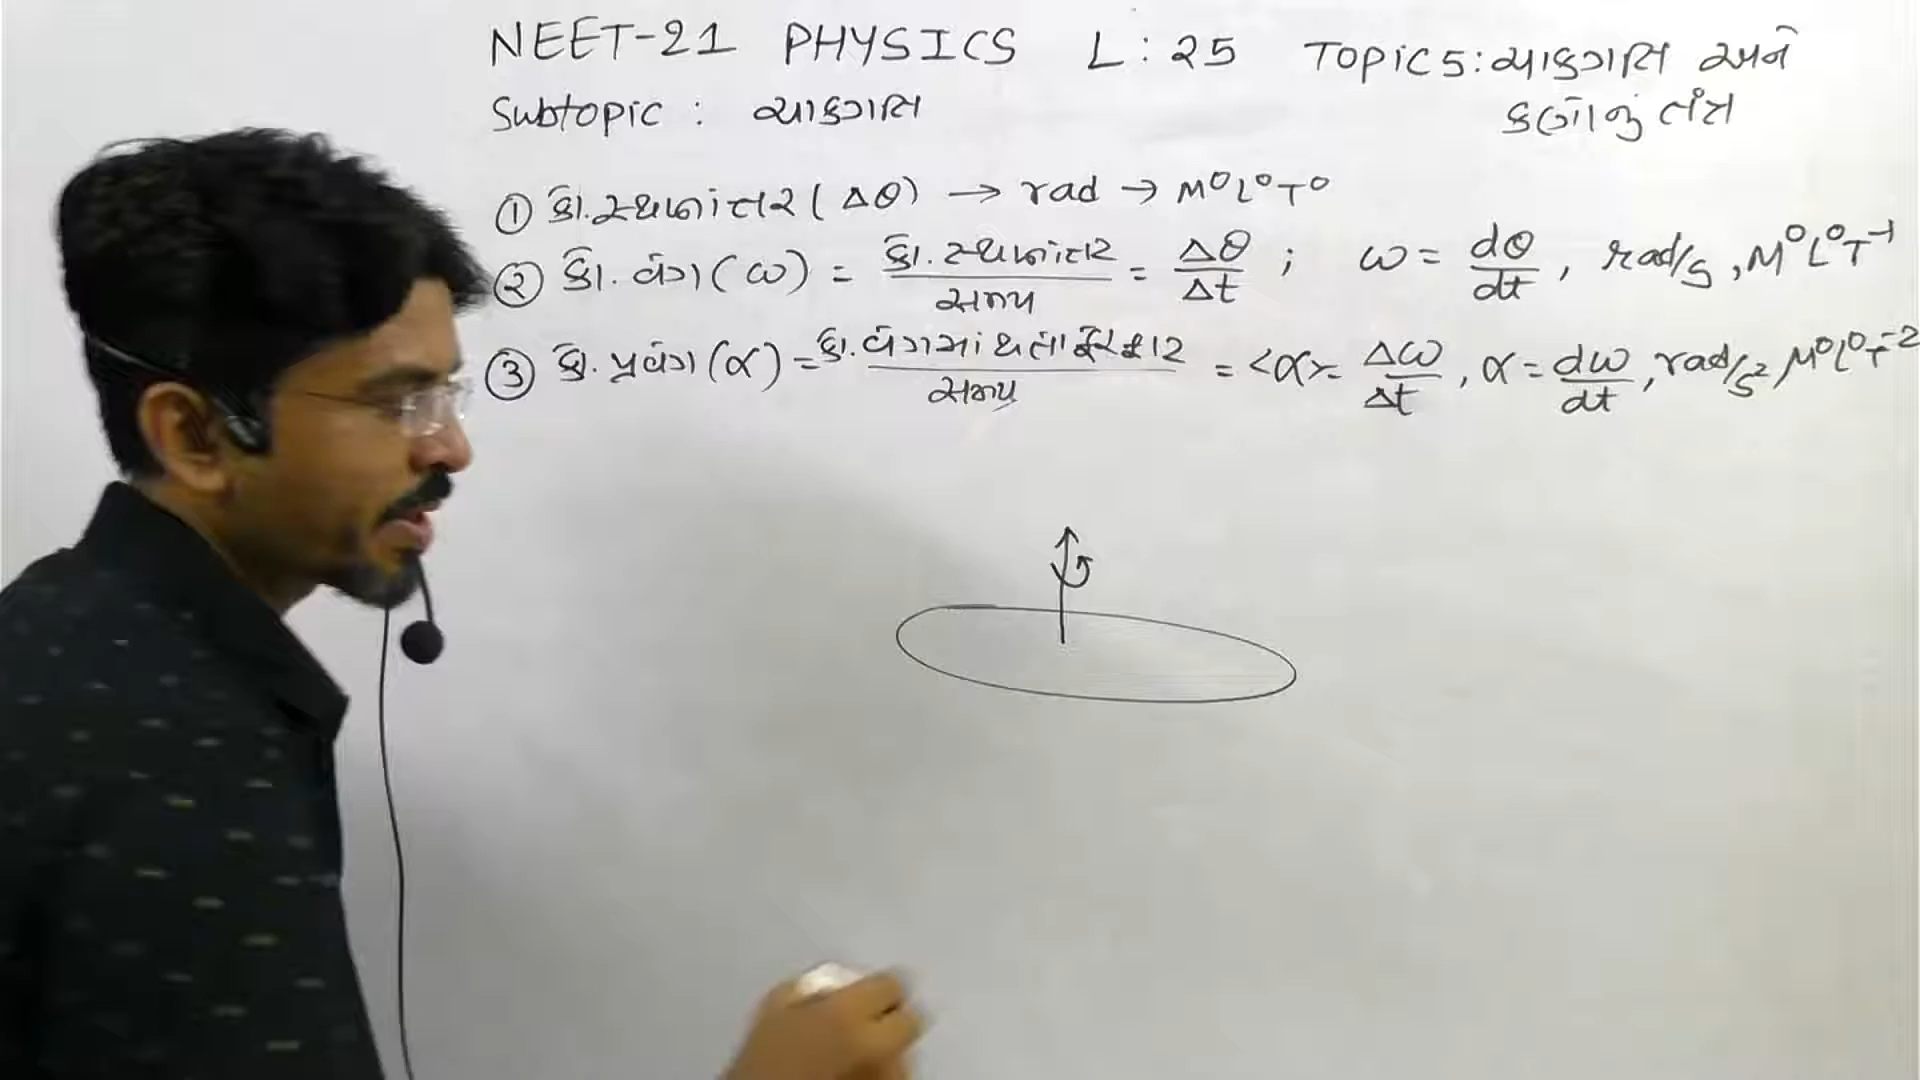 NEET-21 PHYSICS L: 25 TOPIC 5: ચાકગતિ અને
કણોનું તંત્ર
Subtopic : ચાકગતિ
① કો. સ્થાનાંતર (Δθ) → rad → M⁰L⁰T⁰
② કો. વેગ (ω) = કો. સ્થાનાંતર / સમય = Δθ/Δt ; ω = dθ/dt , rad/s , M⁰L⁰T⁻¹
③ કો. પ્રવેગ (α) = કો. વેગમાં થતો ફેરફાર / સમય = <α> = Δω/Δt , α = dω/dt , rad/s² , M⁰L⁰T⁻²